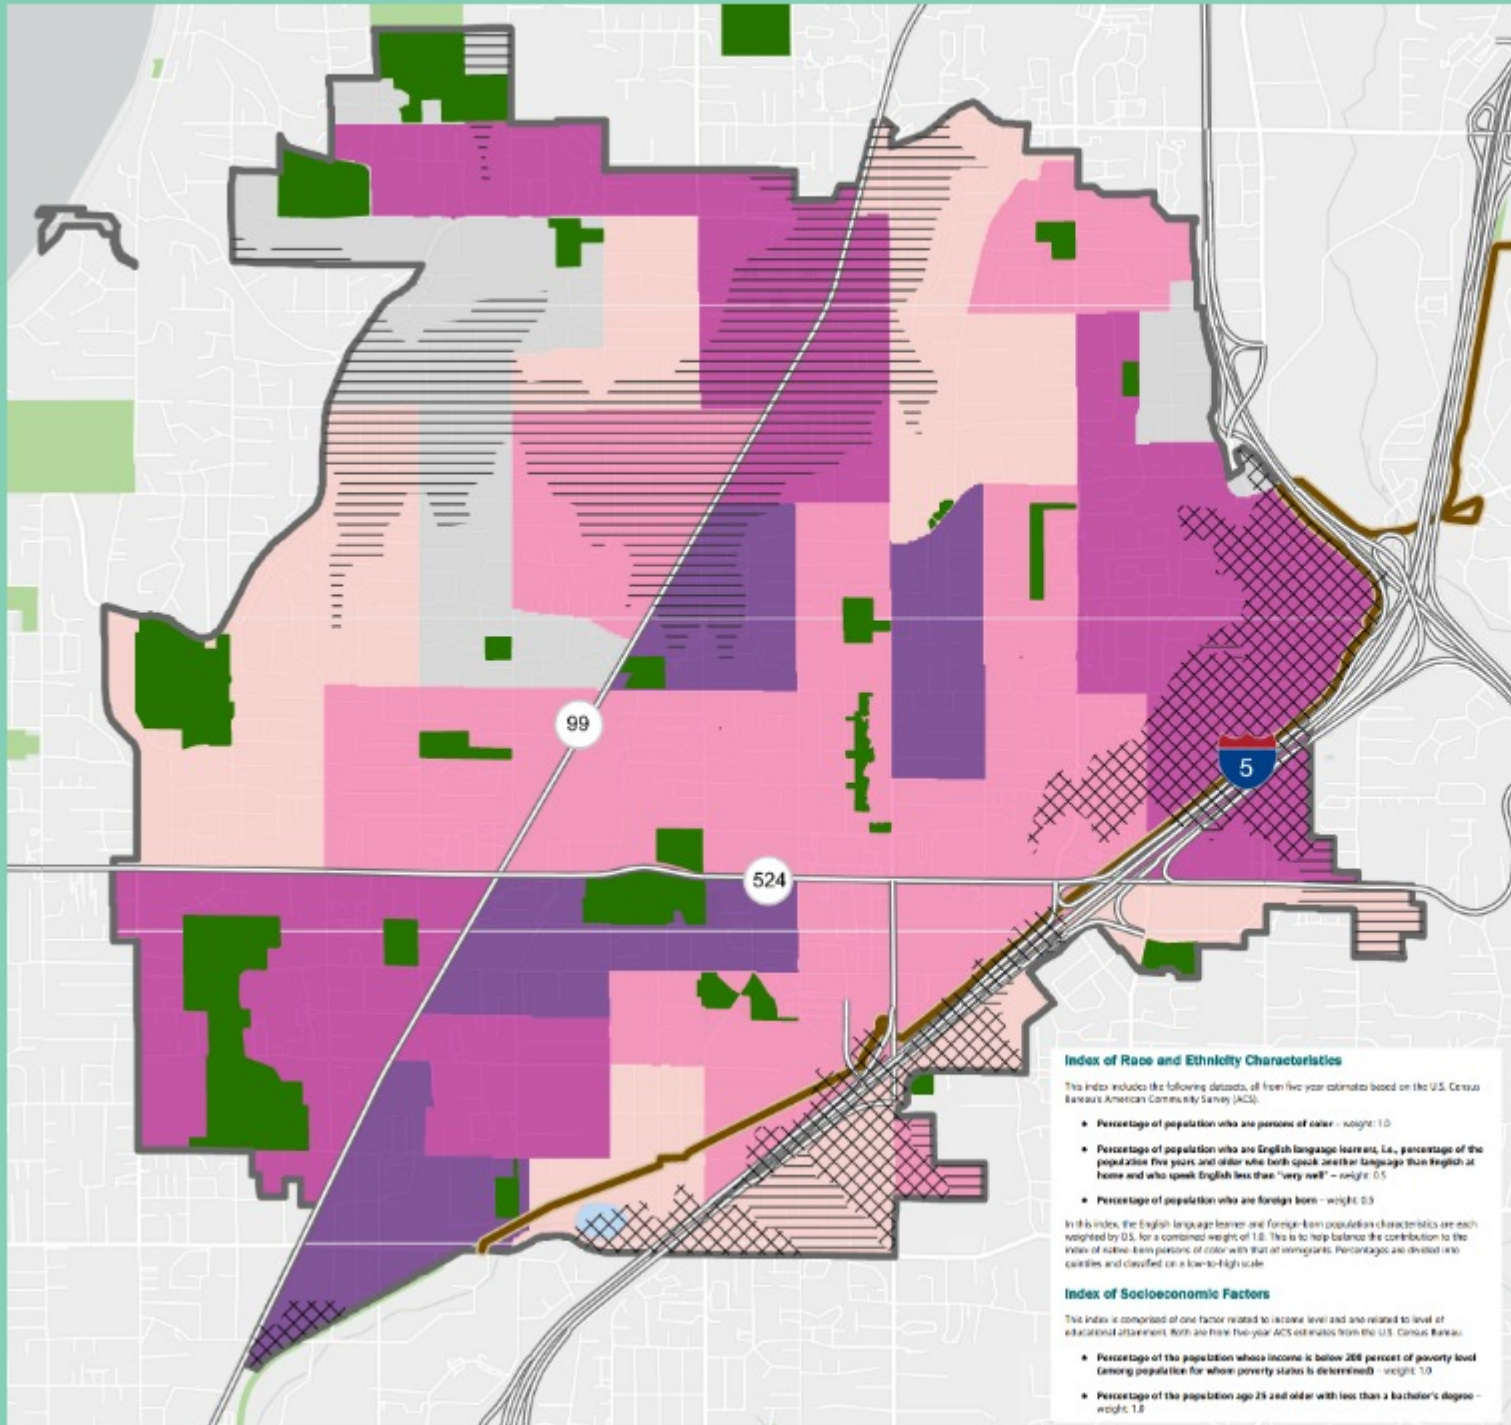 99
5
524
Index of Race and Ethnicity Characteristics
This index includes the following datasets, all from five-year estimates based on the U.S. Census
Bureau's American Community Survey (ACS).
• Percentage of population who are persons of color – weight: 1.0
• Percentage of population who are English language learners, i.e., percentage of the
population five years and older who both speak another language than English at
home and who speak English less than "very well" – weight: 0.5
• Percentage of population who are foreign born – weight: 0.5
In this index, the English language learner and foreign-born population characteristics are each
weighted by 0.5, for a combined weight of 1.0. This is to help balance the contribution to the
index of native-born persons of color with that of immigrants. Percentages are divided into
quintiles and classified on a low-to-high scale.
Index of Socioeconomic Factors
This index is comprised of one factor related to income level and one related to level of
educational attainment. Both are from five-year ACS estimates from the U.S. Census Bureau.
• Percentage of the population whose income is below 200 percent of poverty level
(among population for whom poverty status is determined) – weight: 1.0
• Percentage of the population age 25 and older with less than a bachelor's degree –
weight: 1.0